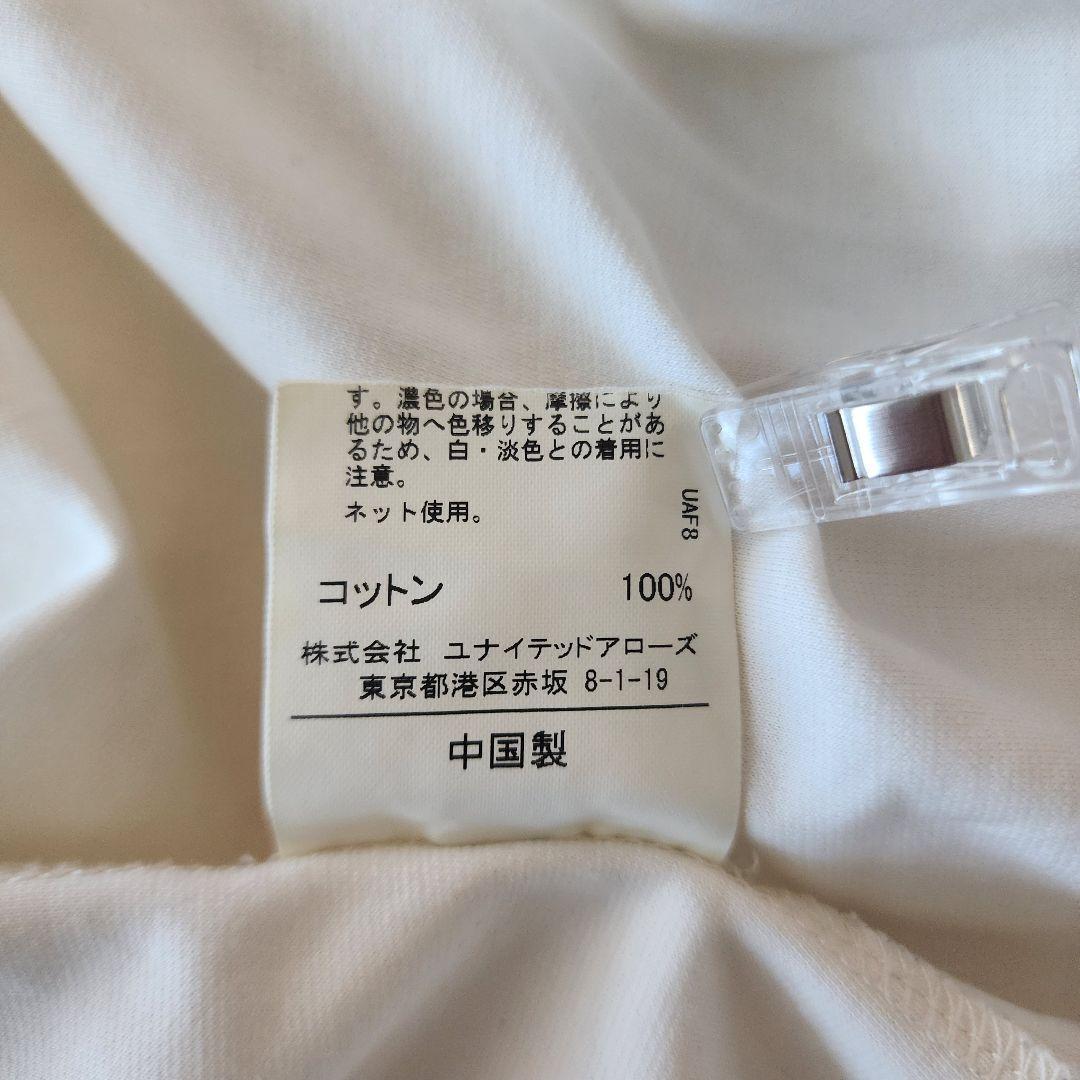 す。濃色の場合、摩擦により
他の物へ色移りすることがあ
るため、白・淡色との着用に
注意。
ネット使用。
UAF8
コットン 100%
株式会社 ユナイテッドアローズ
東京都港区赤坂 8-1-19
中国製